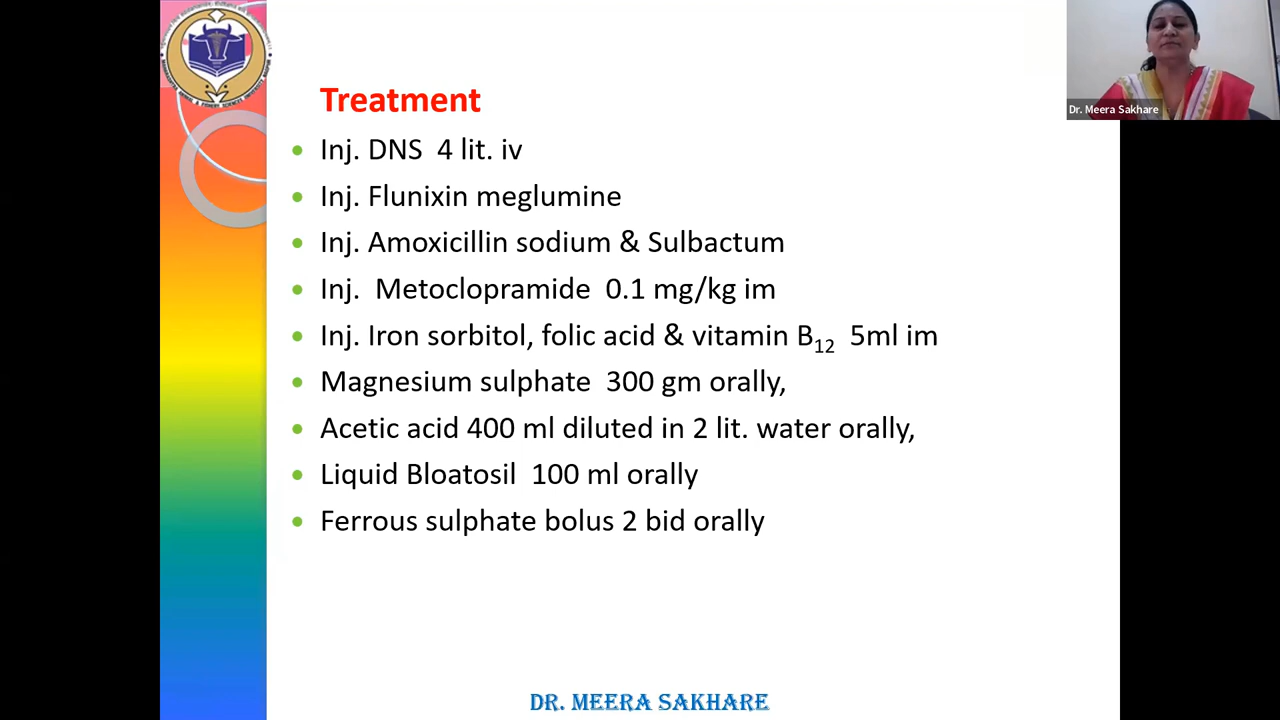 Treatment
Inj. DNS 4 lit. iv
Inj. Flunixin meglumine
Inj. Amoxicillin sodium & Sulbactum
Inj. Metoclopramide 0.1 mg/kg im
Inj. Iron sorbitol, folic acid & vitamin B12 5ml im
Magnesium sulphate 300 gm orally,
Acetic acid 400 ml diluted in 2 lit. water orally,
Liquid Bloatosil 100 ml orally
Ferrous sulphate bolus 2 bid orally
DR. MEERA SAKHARE
Dr. Meera Sakhare